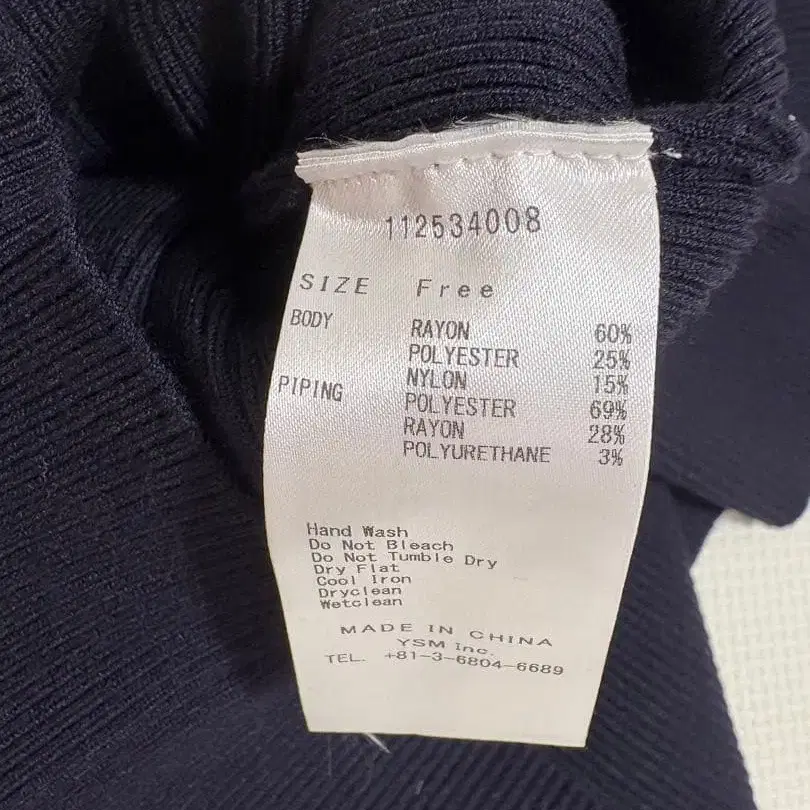 112534008
SIZE Free
BODY RAYON 60%
POLYESTER 25%
NYLON 15%
PIPING POLYESTER 69%
RAYON 28%
POLYURETHANE 3%
Hand Wash
Do Not Bleach
Do Not Tumble Dry
Dry Flat
Cool Iron
Dryclean
Wetclean
MADE IN CHINA
YSM Inc.
TEL. +81-3-6804-6689